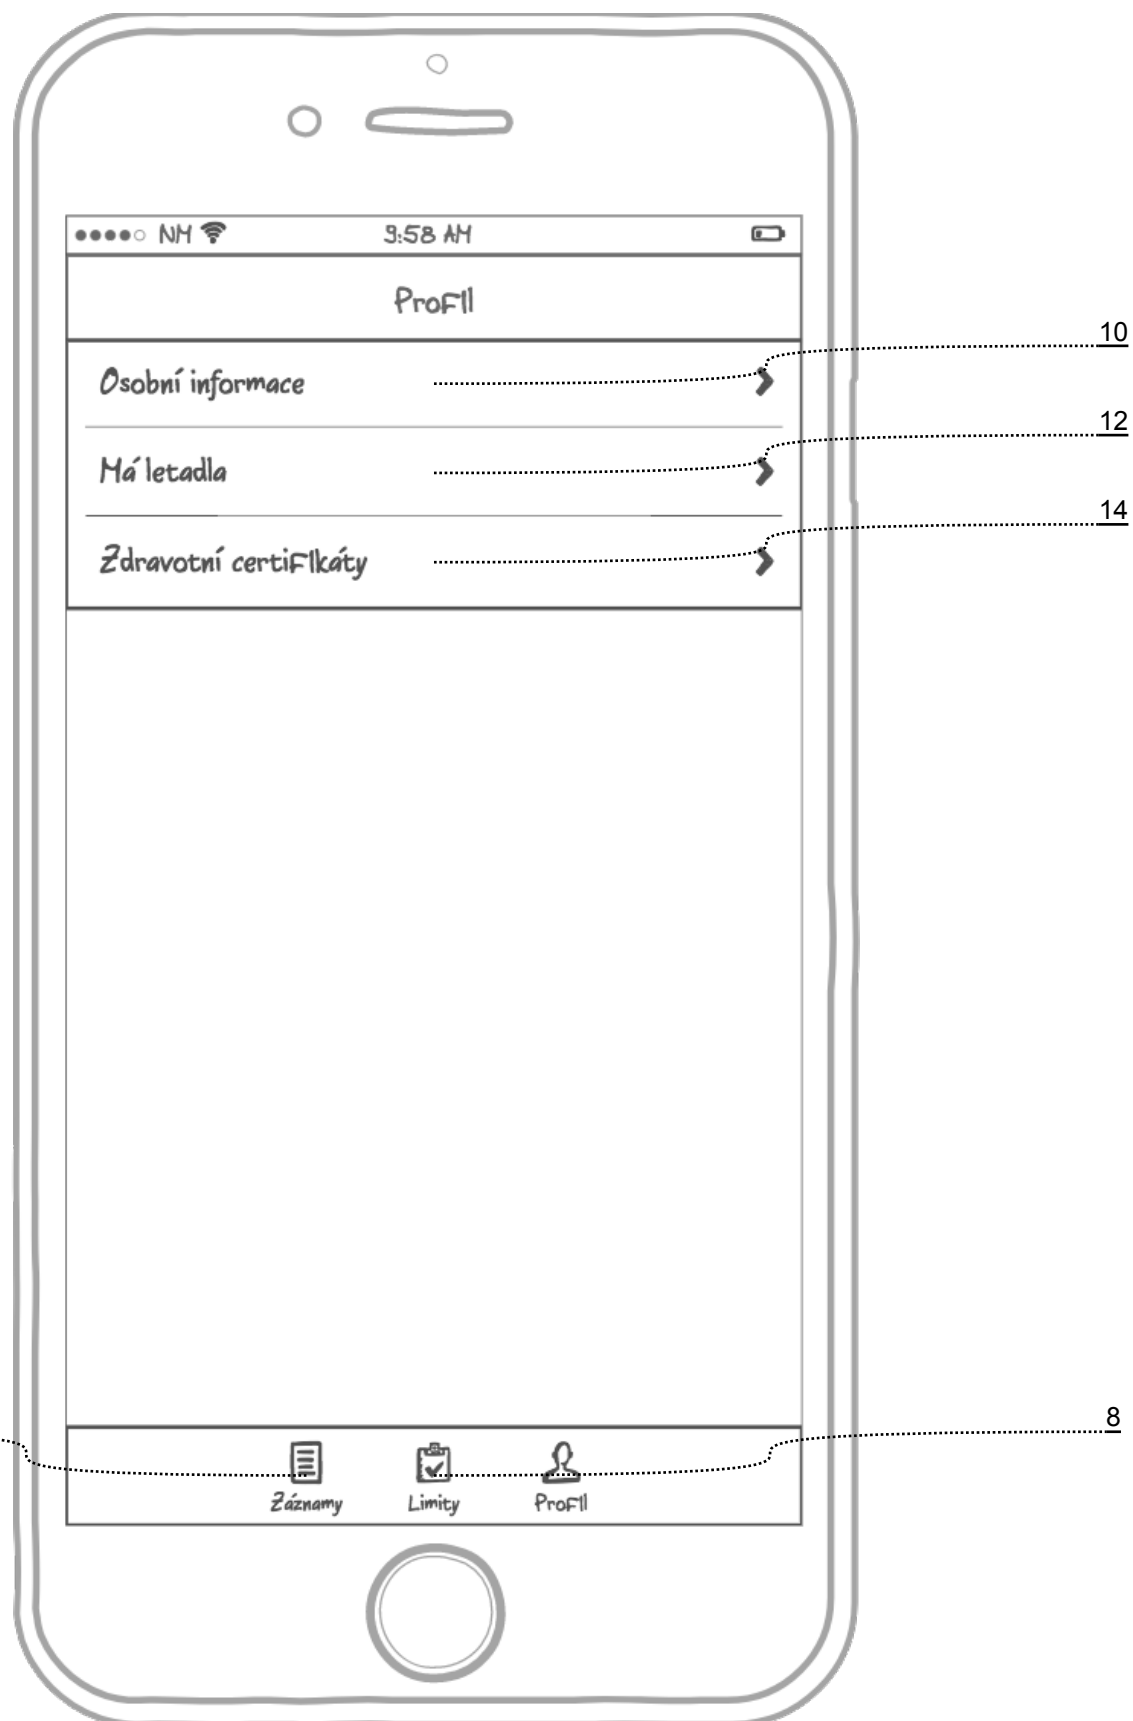 NM 9:58 AM
Profil
10
Osobní informace
12
Má letadla
14
Zdravotní certifikáty
8
Záznamy Limity Profil